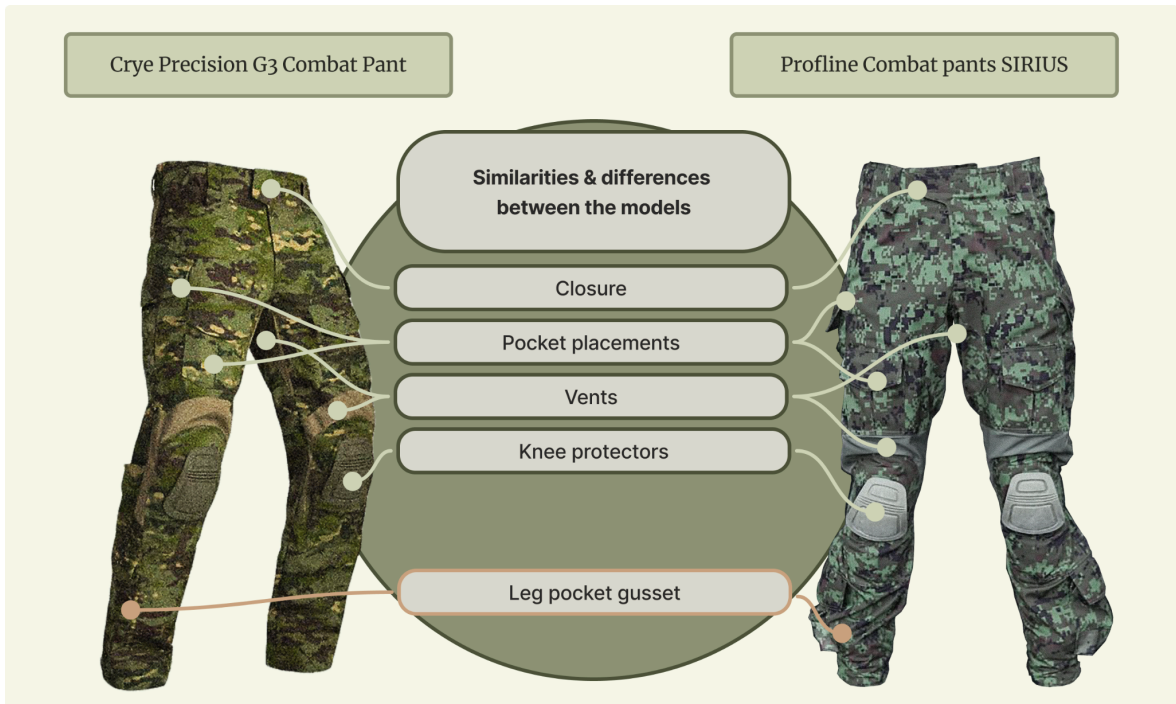 Crye Precision G3 Combat Pant
Profline Combat pants SIRIUS
Similarities & differences
between the models
Closure
Pocket placements
Vents
Knee protectors
Leg pocket gusset